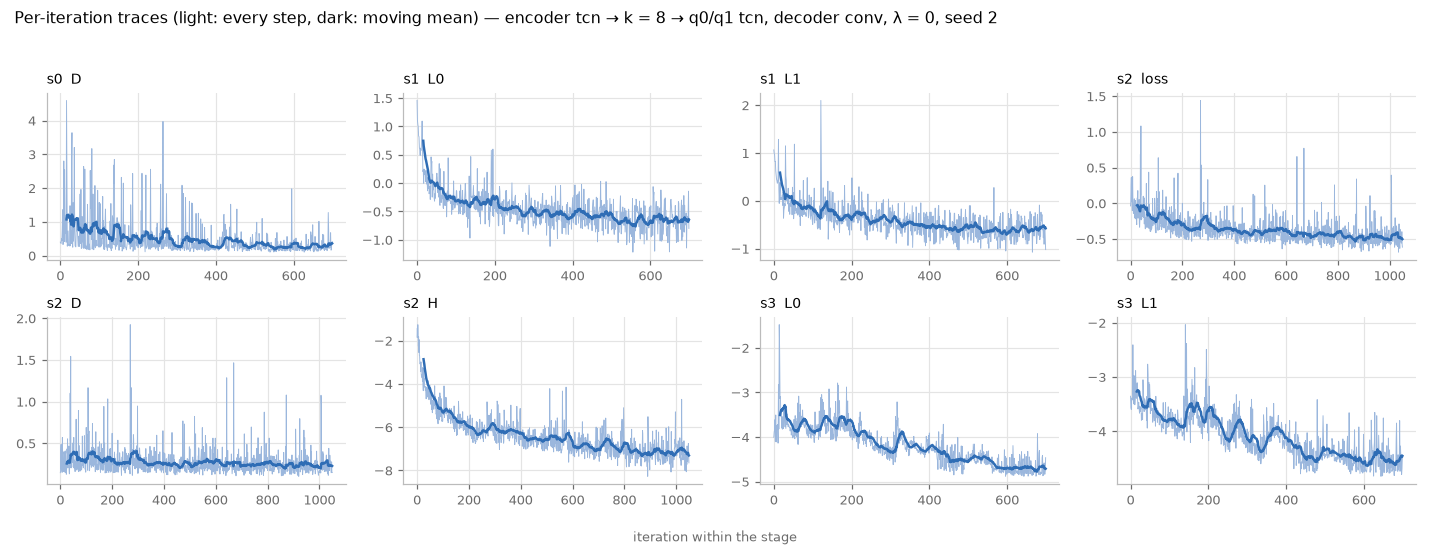 Per-iteration traces (light: every step, dark: moving mean) — encoder tcn → k = 8 → q0/q1 tcn, decoder conv, λ = 0, seed 2
s0 D
4
3
2
1
0
0 200 400 600
s1 L0
1.5
1.0
0.5
0.0
−0.5
−1.0
0 200 400 600
s1 L1
2
1
0
−1
0 200 400 600
s2 loss
1.5
1.0
0.5
0.0
−0.5
0 200 400 600 800 1000
s2 D
2.0
1.5
1.0
0.5
0 200 400 600 800 1000
s2 H
−2
−4
−6
−8
0 200 400 600 800 1000
s3 L0
−2
−3
−4
−5
0 200 400 600
s3 L1
−2
−3
−4
0 200 400 600
iteration within the stage